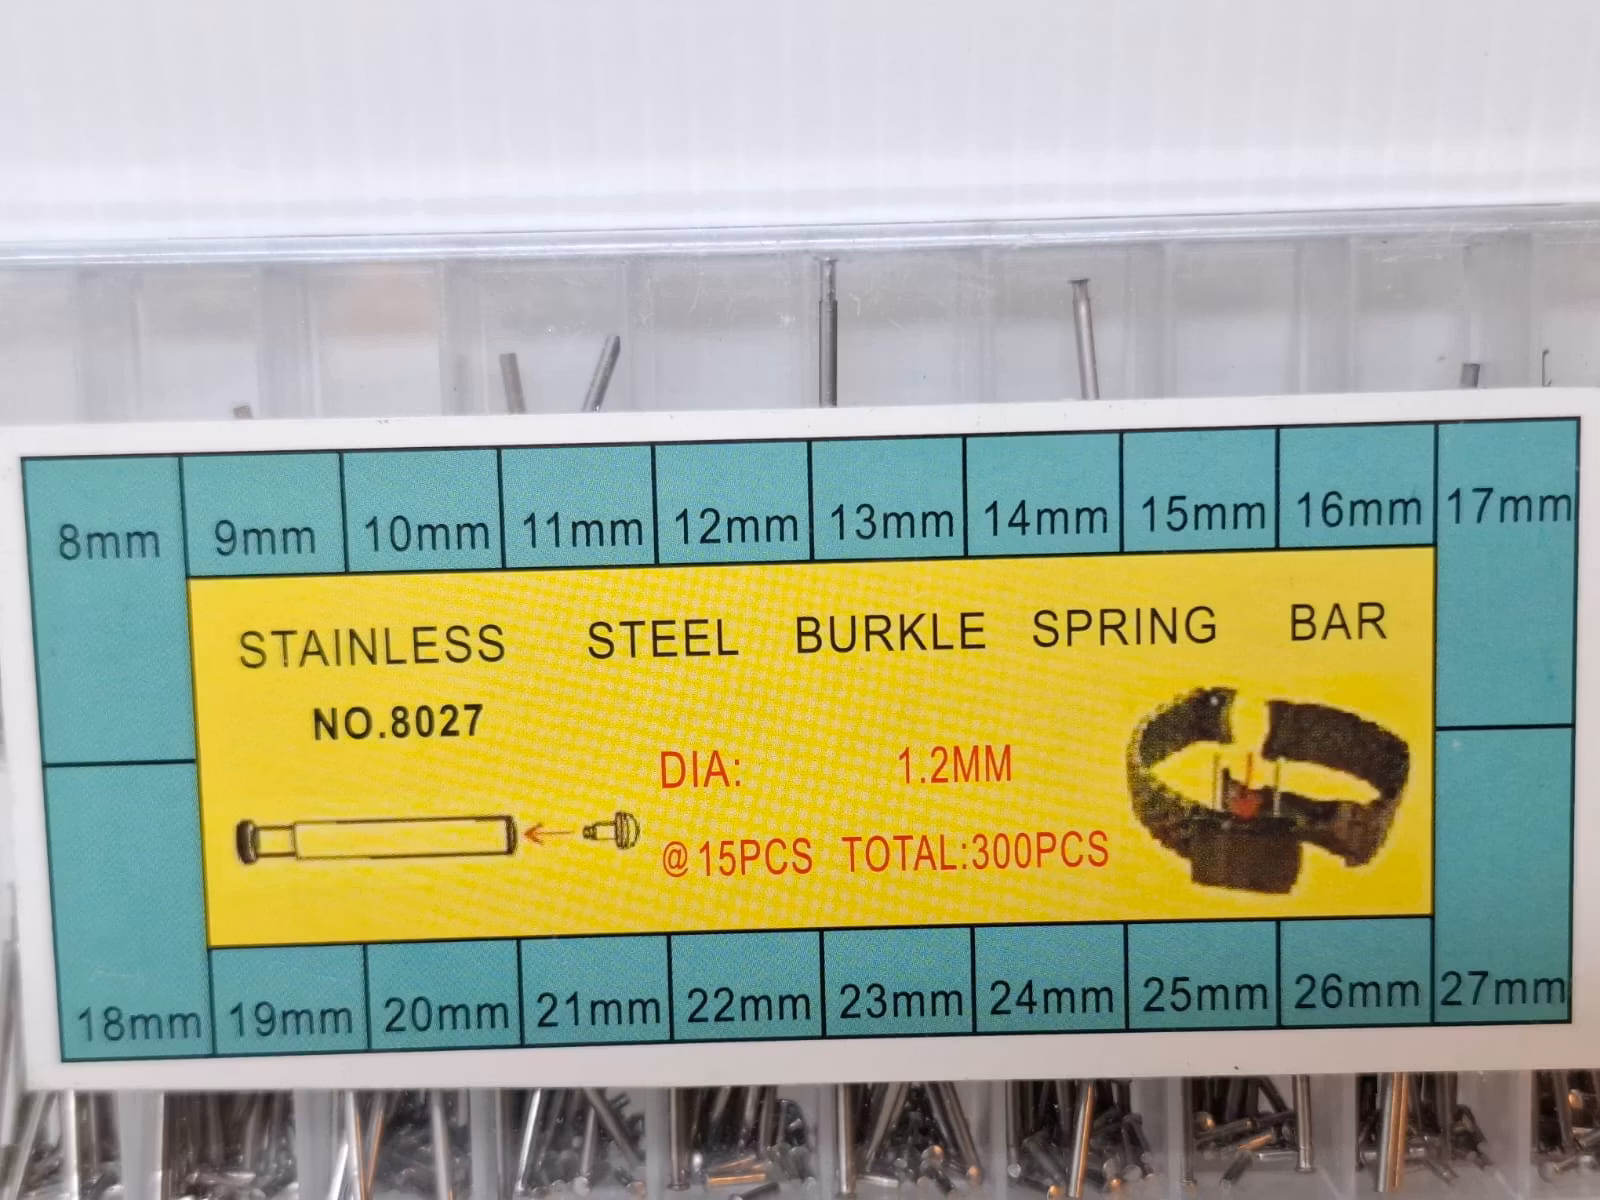 8mm 9mm 10mm 11mm 12mm 13mm 14mm 15mm 16mm 17mm
STAINLESS STEEL BURKLE SPRING BAR
NO.8027
DIA: 1.2MM
@15PCS TOTAL:300PCS
18mm 19mm 20mm 21mm 22mm 23mm 24mm 25mm 26mm 27mm